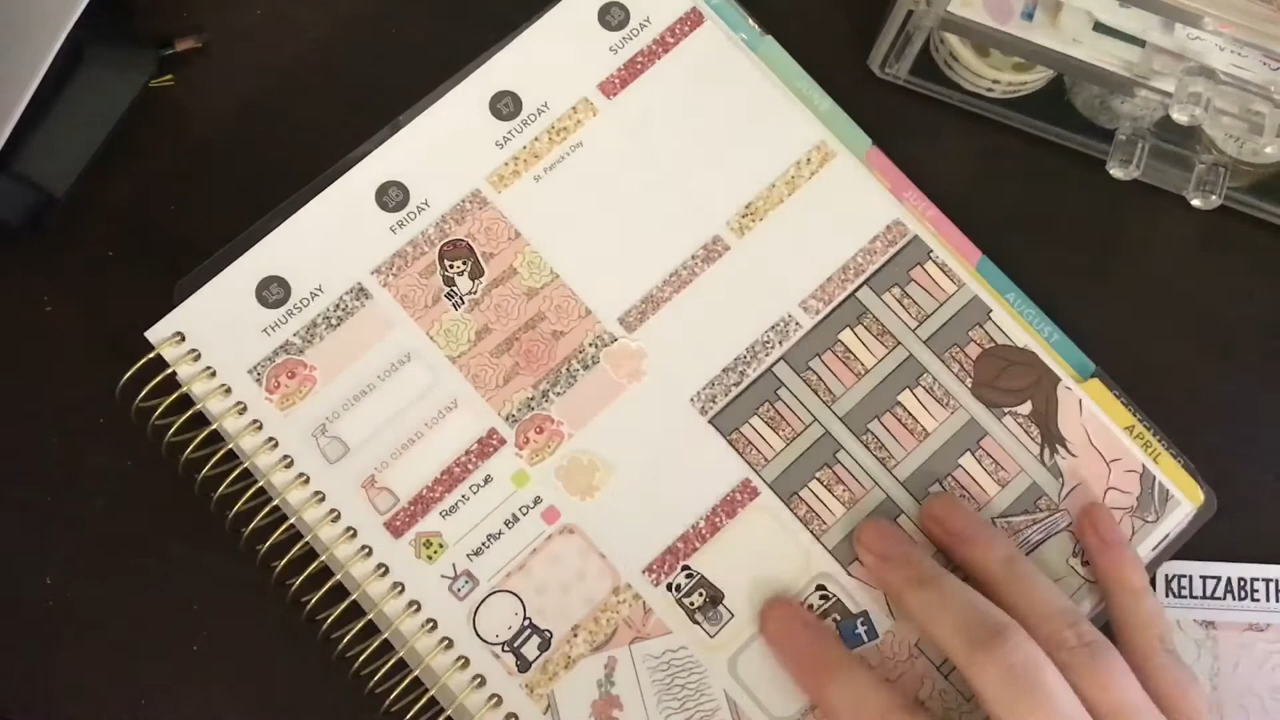 15
THURSDAY
16
FRIDAY
17
SATURDAY
18
SUNDAY
St. Patrick's Day
to clean today
to clean today
Rent Due
Netflix Bill Due
f
JUNE
JULY
AUGUST
APRIL
KELIZABETH